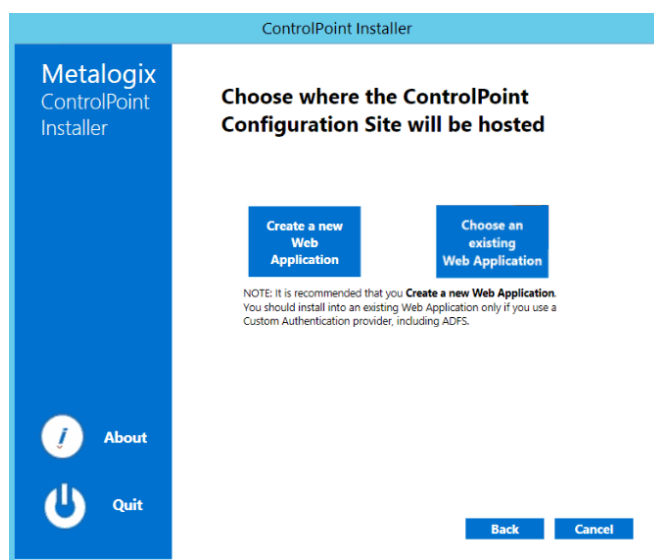 ControlPoint Installer
Metalogix
ControlPoint
Installer
Choose where the ControlPoint
Configuration Site will be hosted
Create a new
Web
Application
Choose an
existing
Web Application
NOTE: It is recommended that you Create a new Web Application.
You should install into an existing Web Application only if you use a
Custom Authentication provider, including ADFS.
About
Quit
Back
Cancel